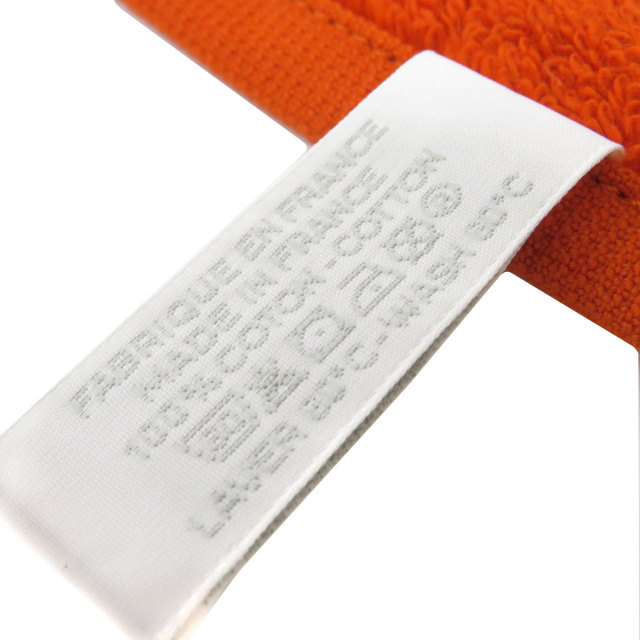 FABRIQUE EN FRANCE
MADE IN FRANCE
100 % COTON - COTTON
LAVER 60°C - WASH 60°C